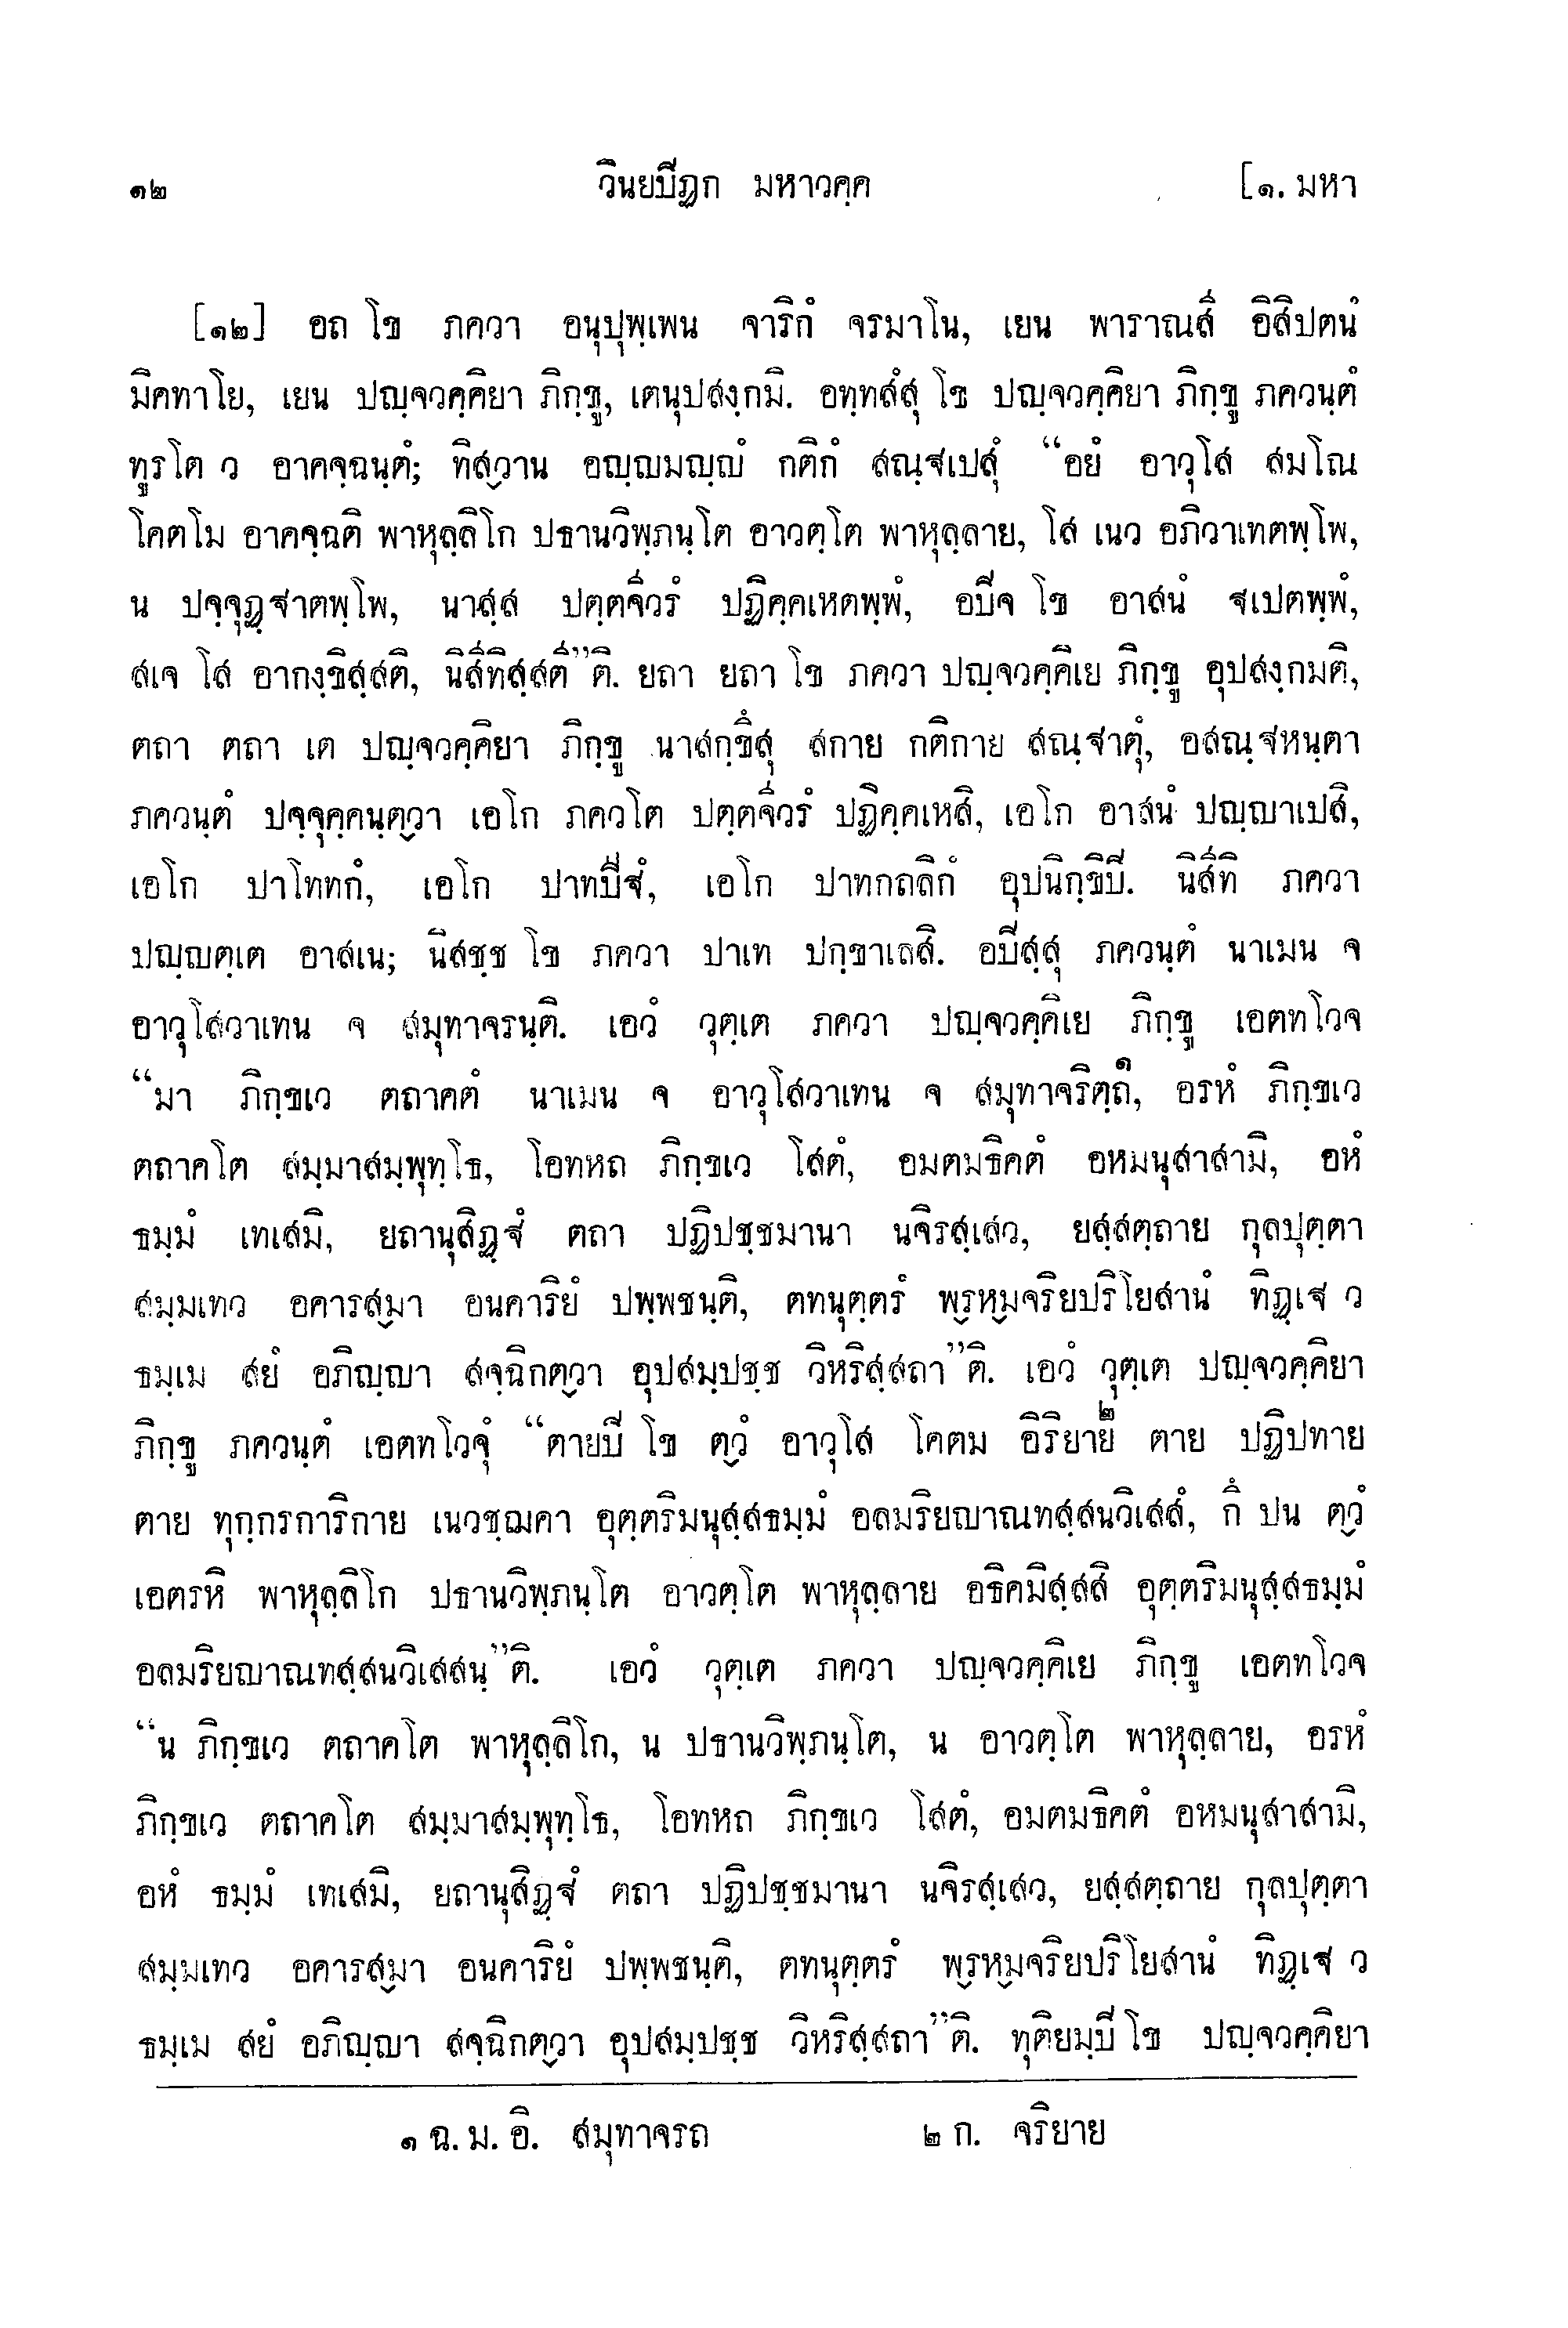 ๑๒ วินยปิฏก มหาวคฺค [๑. มหา
[๑๒] อถ โข ภควา อนุปุพฺเพน จาริกํ จรมาโน, เยน พาราณสี อิสิปตนํ
มิคทาโย, เยน ปญฺจวคฺคิยา ภิกฺขู, เตนุปสงฺกมิ. อทฺทสํสุ โข ปญฺจวคฺคิยา ภิกฺขู ภควนฺตํ
ทูรโต ว อาคจฺฉนฺตํ; ทิสฺวาน อญฺญมญฺญํ กติกํ สณฺฐเปสุํ “อยํ อาวุโส สมโณ
โคตโม อาคจฺฉติ พาหุลฺลิโก ปธานวิพฺภนฺโต อาวตฺโต พาหุลฺลาย, โส เนว อภิวาเทตพฺโพ,
น ปจฺจุฏฺฐาตพฺโพ, นาสฺส ปตฺตจีวรํ ปฏิคฺคเหตพฺพํ, อปิจ โข อาสนํ ฐเปตพฺพํ,
สเจ โส อากงฺขิสฺสติ, นิสีทิสฺสตี”ติ. ยถา ยถา โข ภควา ปญฺจวคฺคิเย ภิกฺขู อุปสงฺกมติ,
ตถา ตถา เต ปญฺจวคฺคิยา ภิกฺขู นาสกฺขึสุ สกาย กติกาย สณฺฐาตุํ, อสณฺฐหนฺตา
ภควนฺตํ ปจฺจุคฺคนฺตฺวา เอโก ภควโต ปตฺตจีวรํ ปฏิคฺคเหสิ, เอโก อาสนํ ปญฺญาเปสิ,
เอโก ปาโททกํ, เอโก ปาทปีฐํ, เอโก ปาทกถลิกํ อุปนิกฺขิปิ. นิสีทิ ภควา
ปญฺญตฺเต อาสเน; นิสชฺช โข ภควา ปาเท ปกฺขาเลสิ. อปิสฺสุ ภควนฺตํ นาเมน จ
อาวุโสวาเทน จ สมุทาจรนฺติ. เอวํ วุตฺเต ภควา ปญฺจวคฺคิเย ภิกฺขู เอตทโวจ
“มา ภิกฺขเว ตถาคตํ นาเมน จ อาวุโสวาเทน จ สมุทาจริตฺถ๑, อรหํ ภิกฺขเว
ตถาคโต สมฺมาสมฺพุทฺโธ, โอทหถ ภิกฺขเว โสตํ, อมตมธิคตํ อหมนุสาสามิ, อหํ
ธมฺมํ เทเสมิ, ยถานุสิฏฺฐํ ตถา ปฏิปชฺชมานา นจิรสฺเสว, ยสฺสตฺถาย กุลปุตฺตา
สมฺมเทว อคารสฺมา อนคาริยํ ปพฺพชนฺติ, ตทนุตฺตรํ พฺรหฺมจริยปริโยสานํ ทิฏฺเฐ ว
ธมฺเม สยํ อภิญฺญา สจฺฉิกตฺวา อุปสมฺปชฺช วิหริสฺสถา”ติ. เอวํ วุตฺเต ปญฺจวคฺคิยา
ภิกฺขู ภควนฺตํ เอตทโวจุํ “ตายปิ โข ตฺวํ อาวุโส โคตม อิริยาย๒ ตาย ปฏิปทาย
ตาย ทุกฺกรการิกาย เนวชฺฌคา อุตฺตริมนุสฺสธมฺมํ อลมริยญาณทสฺสนวิเสสํ, กึ ปน ตฺวํ
เอตรหิ พาหุลฺลิโก ปธานวิพฺภนฺโต อาวตฺโต พาหุลฺลาย อธิคมิสฺสสิ อุตฺตริมนุสฺสธมฺมํ
อลมริยญาณทสฺสนวิเสสนฺ”ติ. เอวํ วุตฺเต ภควา ปญฺจวคฺคิเย ภิกฺขู เอตทโวจ
“น ภิกฺขเว ตถาคโต พาหุลฺลิโก, น ปธานวิพฺภนฺโต, น อาวตฺโต พาหุลฺลาย, อรหํ
ภิกฺขเว ตถาคโต สมฺมาสมฺพุทฺโธ, โอทหถ ภิกฺขเว โสตํ, อมตมธิคตํ อหมนุสาสามิ,
อหํ ธมฺมํ เทเสมิ, ยถานุสิฏฺฐํ ตถา ปฏิปชฺชมานา นจิรสฺเสว, ยสฺสตฺถาย กุลปุตฺตา
สมฺมเทว อคารสฺมา อนคาริยํ ปพฺพชนฺติ, ตทนุตฺตรํ พฺรหฺมจริยปริโยสานํ ทิฏฺเฐ ว
ธมฺเม สยํ อภิญฺญา สจฺฉิกตฺวา อุปสมฺปชฺช วิหริสฺสถา”ติ. ทุติยมฺปิ โข ปญฺจวคฺคิยา
๑ ฉ. ม. อิ. สมุทาจรถ ๒ ก. จริยาย